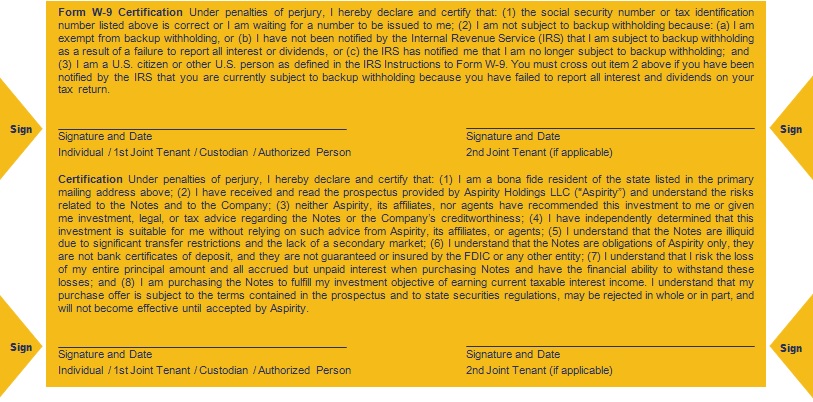 Form W-9 Certification Under penalties of perjury, I hereby declare and certify that: (1) the social security number or tax identification
number listed above is correct or I am waiting for a number to be issued to me; (2) I am not subject to backup withholding because: (a) I am
exempt from backup withholding, or (b) I have not been notified by the Internal Revenue Service (IRS) that I am subject to backup withholding
as a result of a failure to report all interest or dividends, or (c) the IRS has notified me that I am no longer subject to backup withholding; and
(3) I am a U.S. citizen or other U.S. person as defined in the IRS Instructions to Form W-9. You must cross out item 2 above if you have been
notified by the IRS that you are currently subject to backup withholding because you have failed to report all interest and dividends on your
tax return.
Sign
Sign
Signature and Date
Signature and Date
Individual / 1st Joint Tenant / Custodian / Authorized Person
2nd Joint Tenant (if applicable)
Certification Under penalties of perjury, I hereby declare and certify that: (1) I am a bona fide resident of the state listed in the primary
mailing address above; (2) I have received and read the prospectus provided by Aspirity Holdings LLC ("Aspirity") and understand the risks
related to the Notes and to the Company; (3) neither Aspirity, its affiliates, nor agents have recommended this investment to me or given
me investment, legal, or tax advice regarding the Notes or the Company's creditworthiness; (4) I have independently determined that this
investment is suitable for me without relying on such advice from Aspirity, its affiliates, or agents; (5) I understand that the Notes are illiquid
due to significant transfer restrictions and the lack of a secondary market; (6) I understand that the Notes are obligations of Aspirity only, they
are not bank certificates of deposit, and they are not guaranteed or insured by the FDIC or any other entity; (7) I understand that I risk the loss
of my entire principal amount and all accrued but unpaid interest when purchasing Notes and have the financial ability to withstand these
losses; and (8) I am purchasing the Notes to fulfill my investment objective of earning current taxable interest income. I understand that my
purchase offer is subject to the terms contained in the prospectus and to state securities regulations, may be rejected in whole or in part, and
will not become effective until accepted by Aspirity.
Sign
Sign
Signature and Date
Signature and Date
Individual / 1st Joint Tenant / Custodian / Authorized Person
2nd Joint Tenant (if applicable)